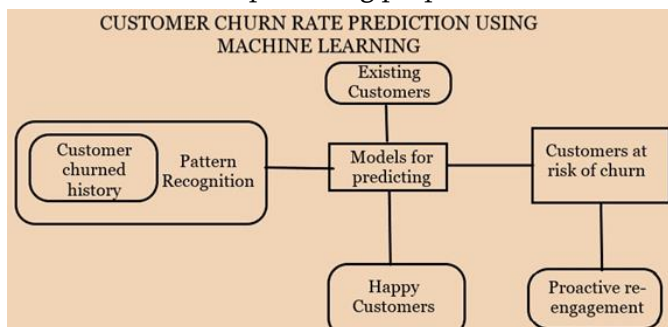 CUSTOMER CHURN RATE PREDICTION USING
MACHINE LEARNING
Existing
Customers
Customer
churned
history
Pattern
Recognition
Models for
predicting
Customers at
risk of churn
Happy
Customers
Proactive re-
engagement